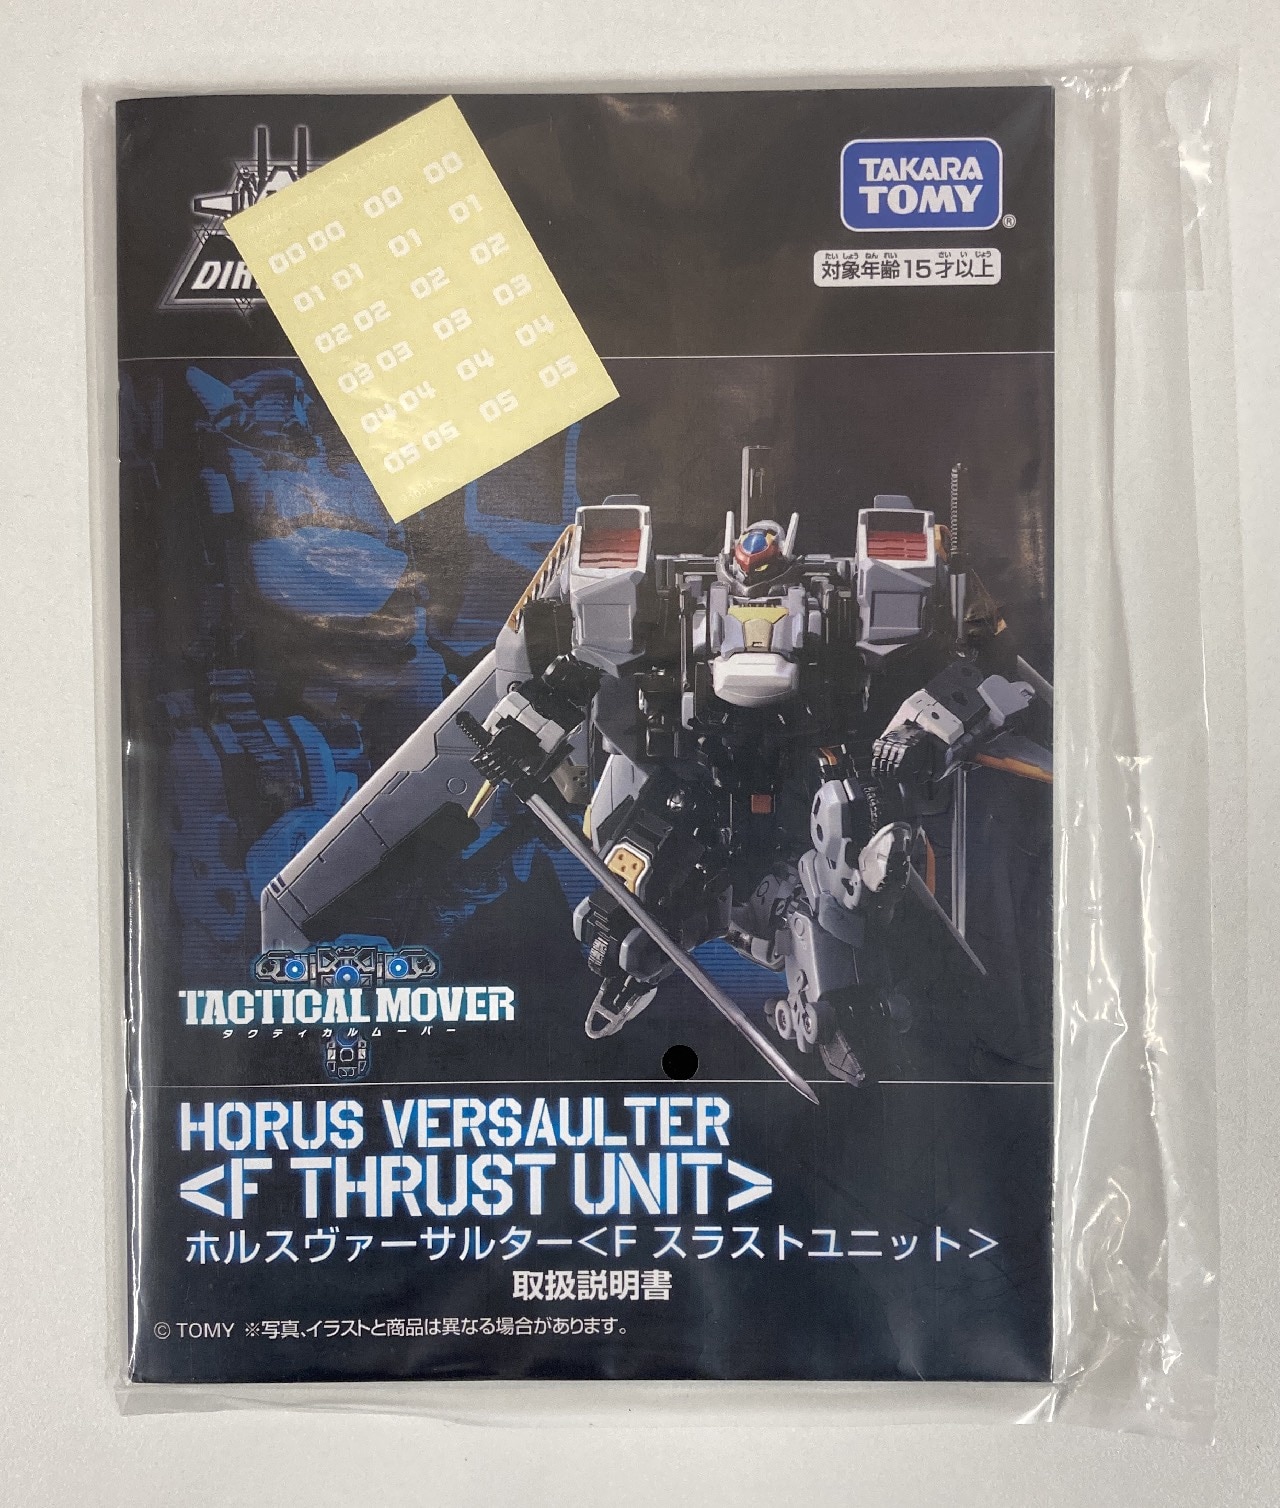 TAKARA
TOMY
®
たい しょう ねん れい さい い じょう
対象年齢15才以上
00 00 00 00
01 01 01 01
02 02 02 02
03 03 03 03
04 04 04 04
05 05 05 05
TACTICAL MOVER
タクティカルムーバー
HORUS VERSAULTER
<F THRUST UNIT>
ホルスヴァーサルター<F スラストユニット>
取扱説明書
© TOMY ※写真、イラストと商品は異なる場合があります。